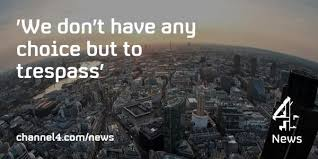 'We don't have any
choice but to
trespass'
channel4.com/news
4
News